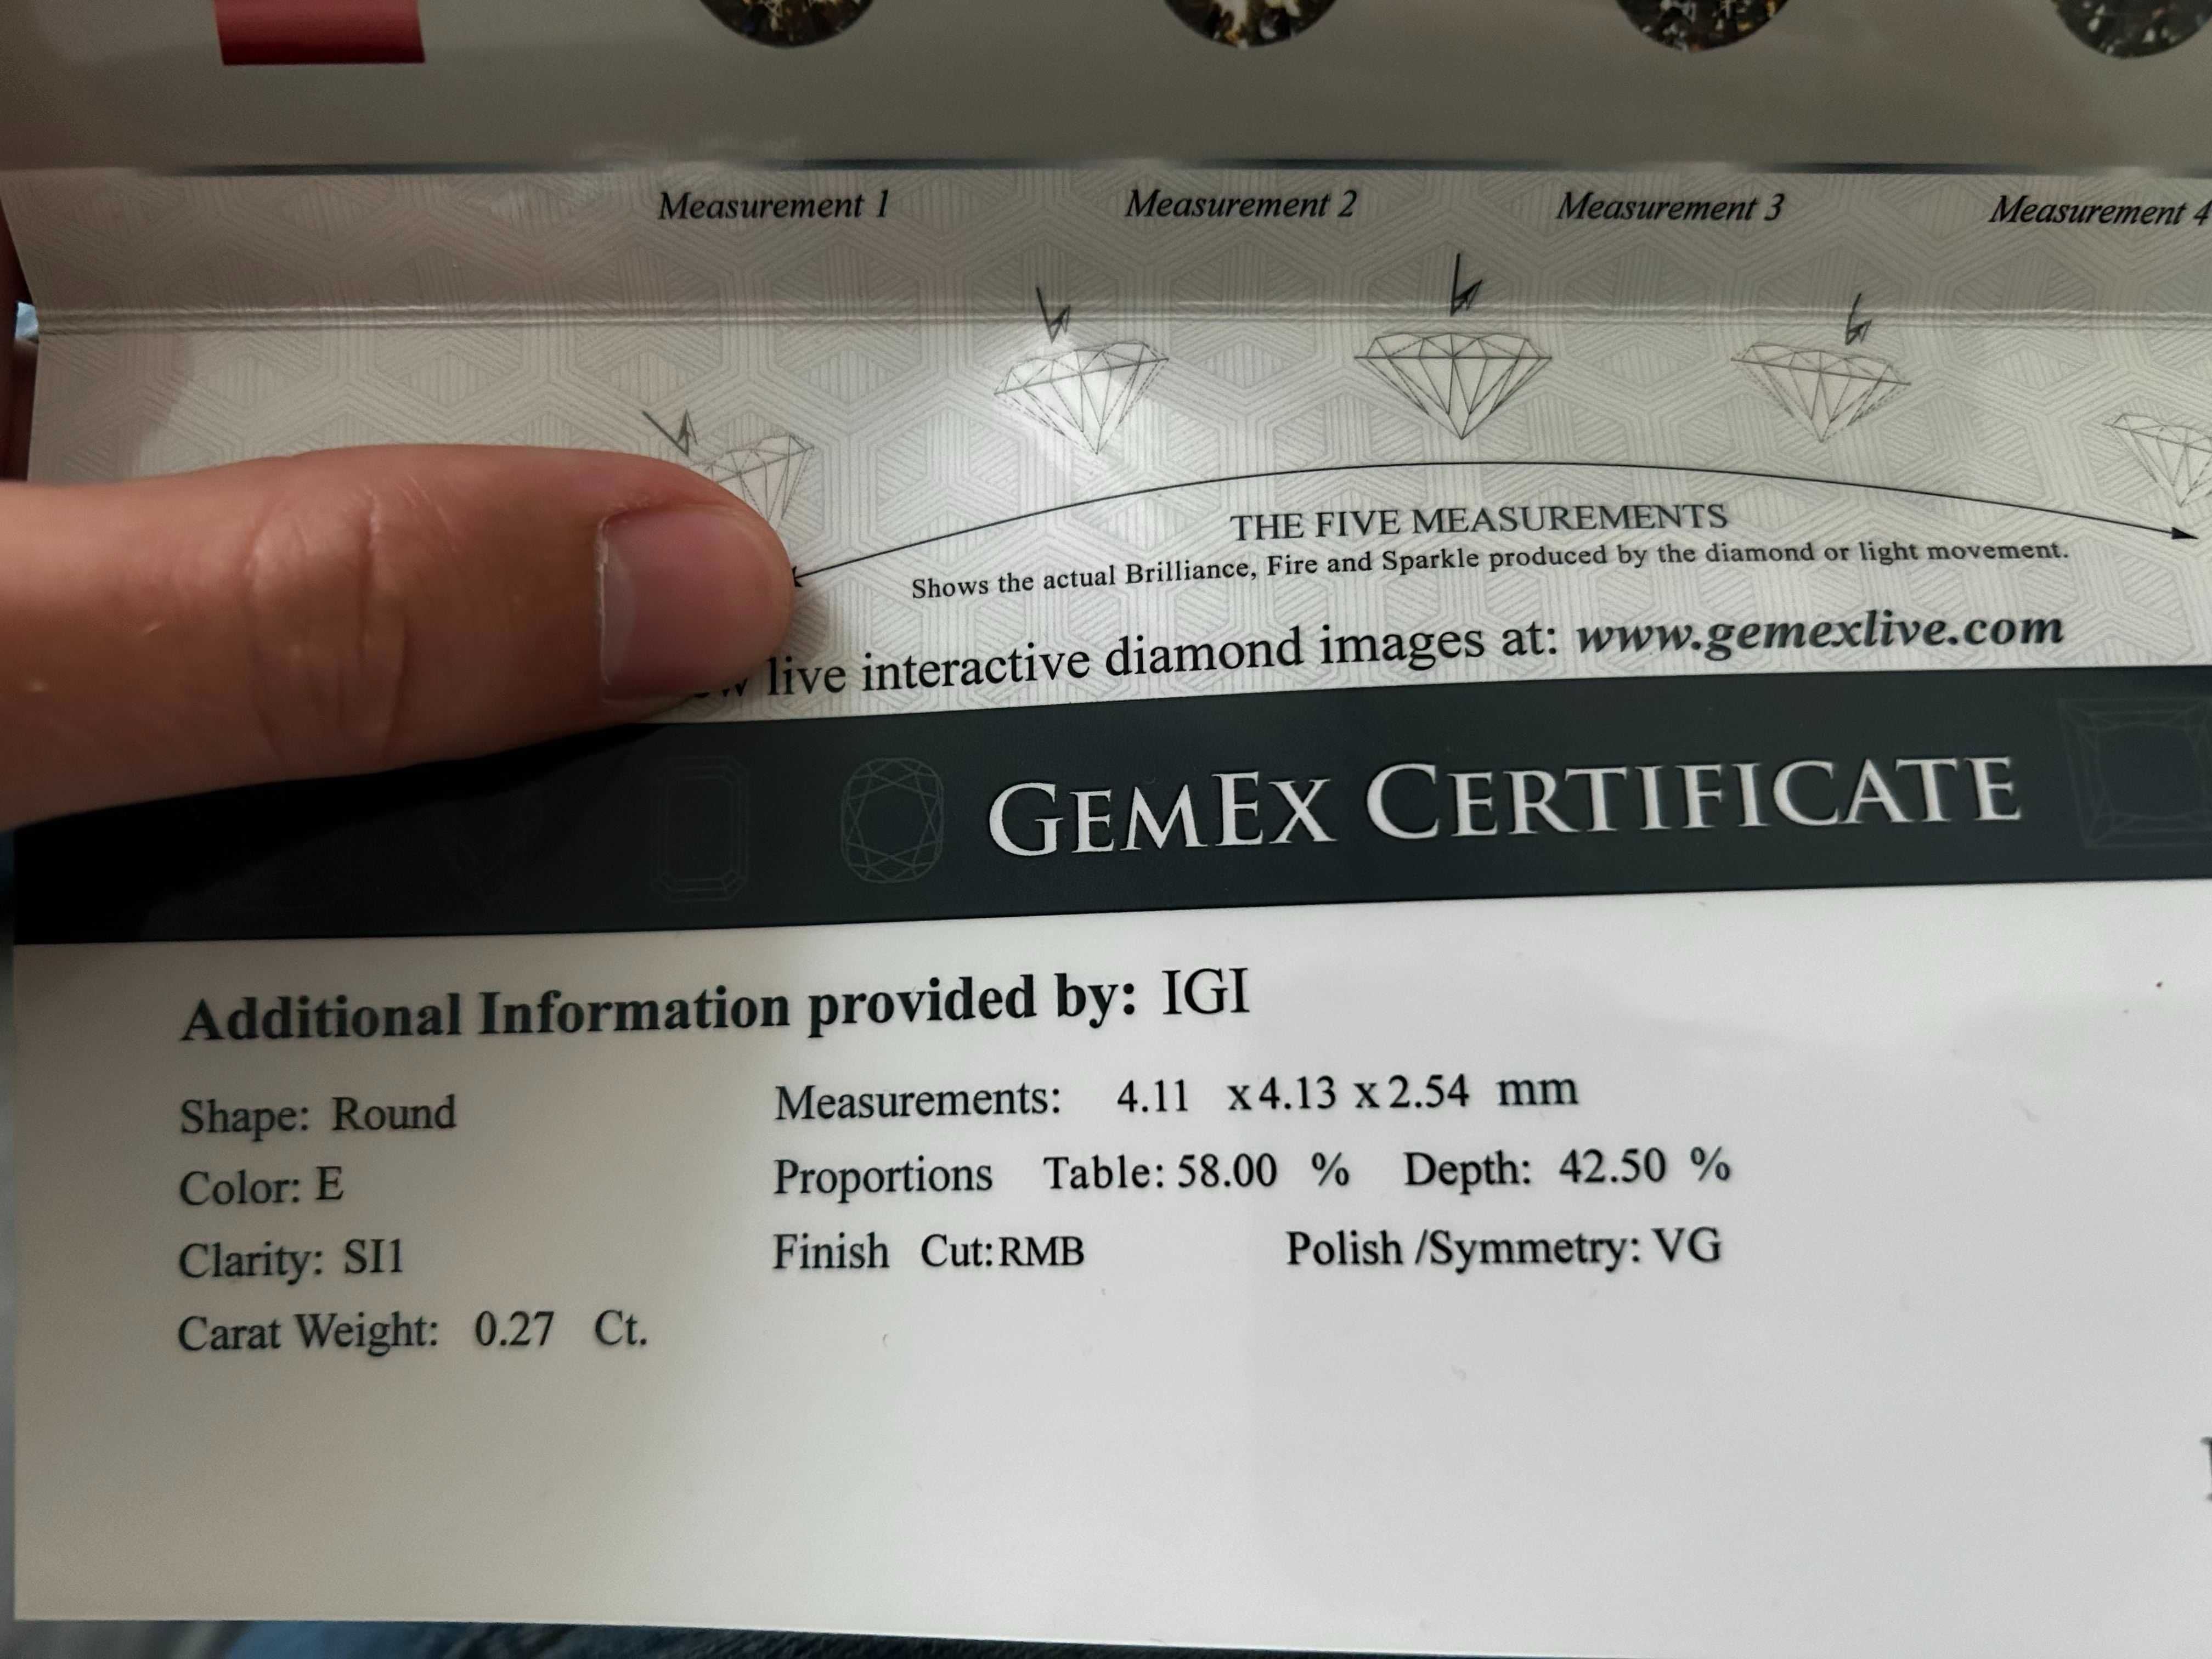 Measurement 1 Measurement 2 Measurement 3 Measurement 4
THE FIVE MEASUREMENTS
Shows the actual Brilliance, Fire and Sparkle produced by the diamond or light movement.
live interactive diamond images at: www.gemexlive.com
GEMEX CERTIFICATE
Additional Information provided by: IGI
Shape: Round
Color: E
Clarity: SI1
Carat Weight: 0.27 Ct.
Measurements: 4.11 x 4.13 x 2.54 mm
Proportions Table: 58.00 % Depth: 42.50 %
Finish Cut: RMB Polish /Symmetry: VG